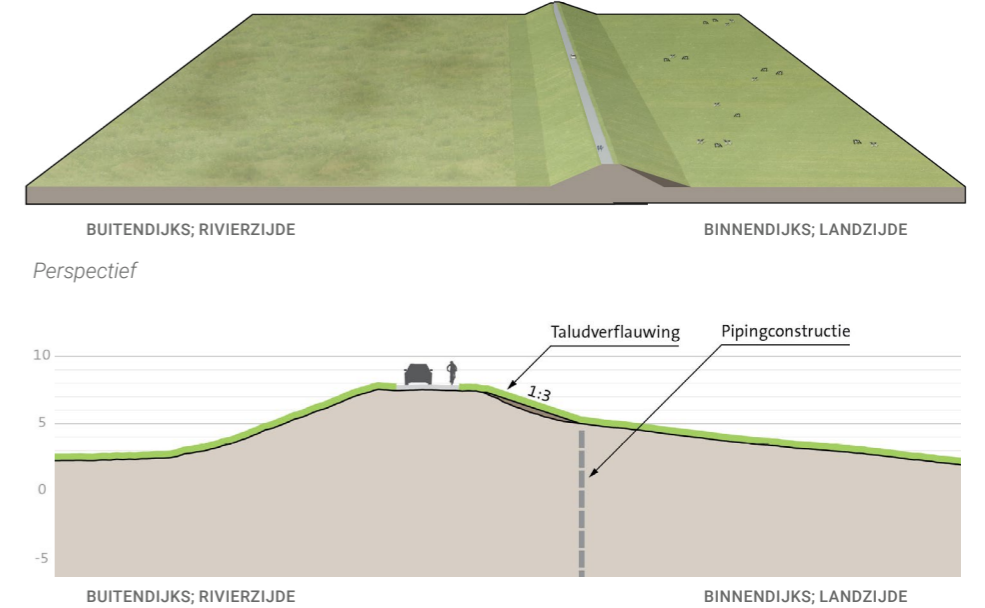 BUITENDIJKS; RIVIERZIJDE BINNENDIJKS; LANDZIJDE
Perspectief
Taludverflauwing Pipingconstructie
10
1:3
5
0
-5
BUITENDIJKS; RIVIERZIJDE BINNENDIJKS; LANDZIJDE